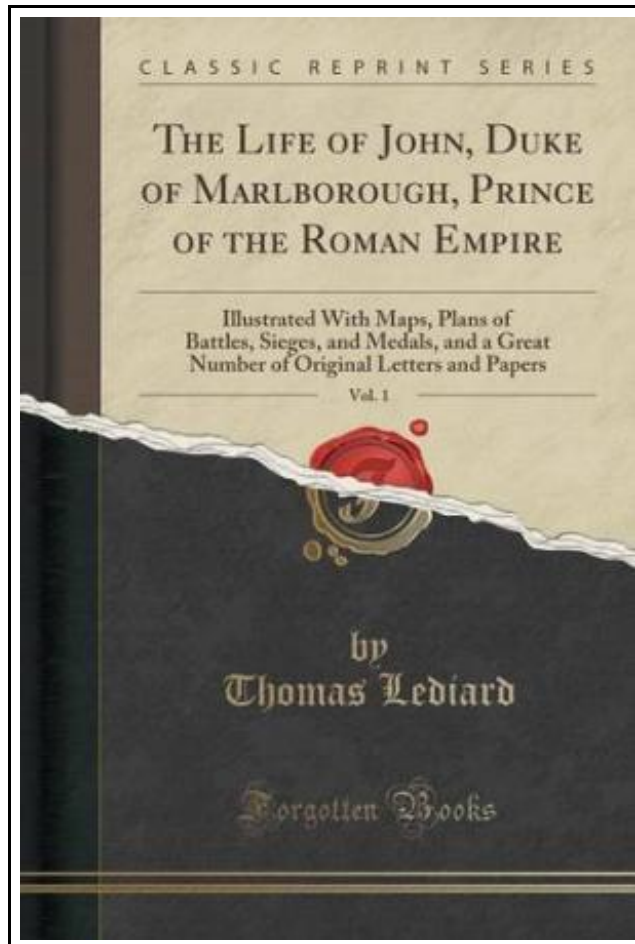 CLASSIC REPRINT SERIES
THE LIFE OF JOHN, DUKE
OF MARLBOROUGH, PRINCE
OF THE ROMAN EMPIRE
Illustrated With Maps, Plans of
Battles, Sieges, and Medals, and a Great
Number of Original Letters and Papers
Vol. 1
F
by
Thomas Lediard
Forgotten Books